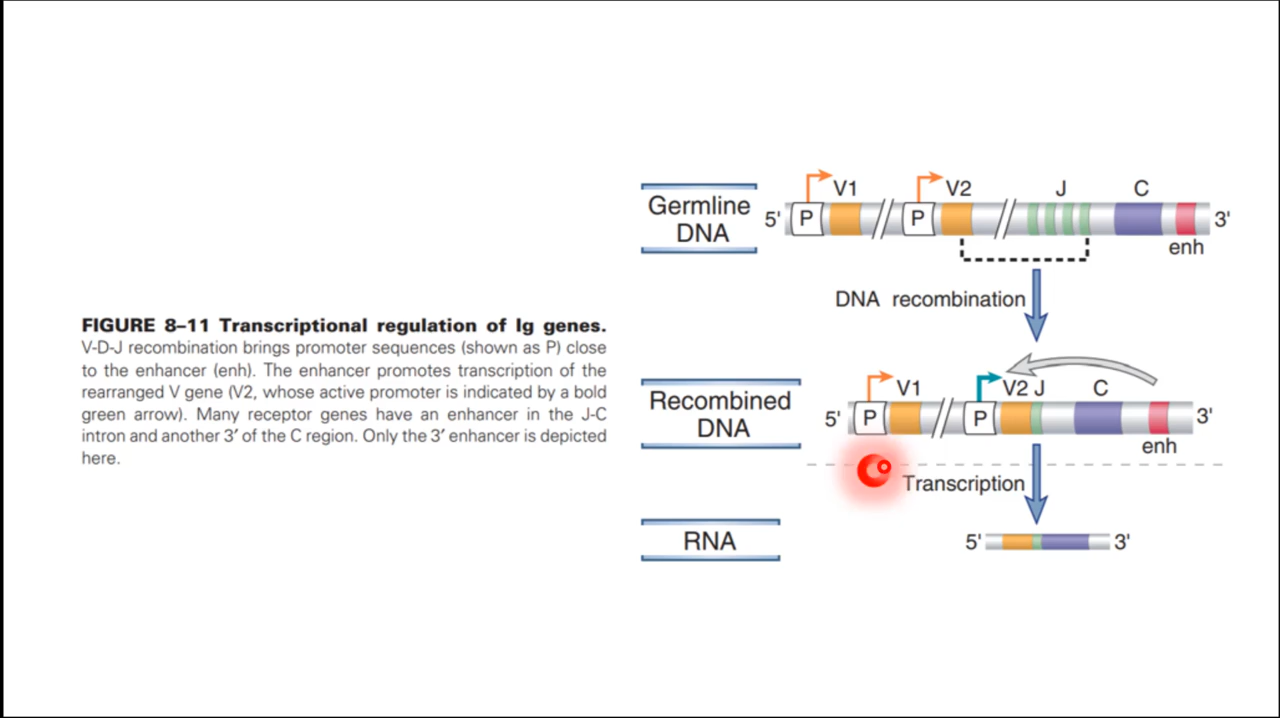 FIGURE 8–11 Transcriptional regulation of Ig genes.
V-D-J recombination brings promoter sequences (shown as P) close
to the enhancer (enh). The enhancer promotes transcription of the
rearranged V gene (V2, whose active promoter is indicated by a bold
green arrow). Many receptor genes have an enhancer in the J-C
intron and another 3′ of the C region. Only the 3′ enhancer is depicted
here.
Germline
DNA
V1 V2 J C
5' P P 3'
enh
DNA recombination
Recombined
DNA
V1 V2 J C
5' P P 3'
enh
Transcription
RNA
5' 3'